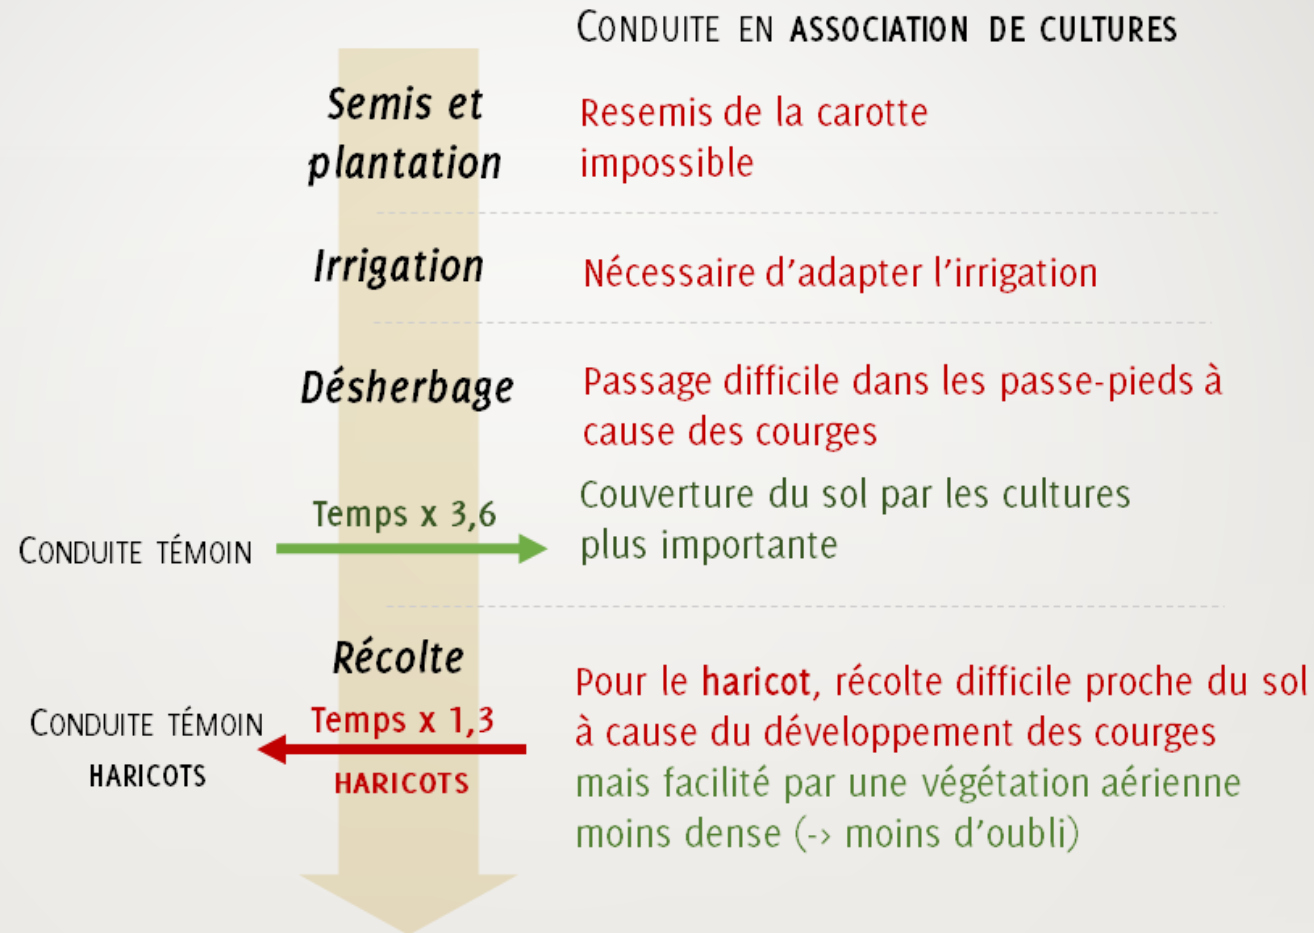 CONDUITE EN ASSOCIATION DE CULTURES
Semis et
plantation
Resemis de la carotte
impossible
Irrigation
Nécessaire d’adapter l’irrigation
Désherbage
Passage difficile dans les passe-pieds à
cause des courges
Temps x 3,6
CONDUITE TÉMOIN
Couverture du sol par les cultures
plus importante
Récolte
CONDUITE TÉMOIN
HARICOTS
Temps x 1,3
HARICOTS
Pour le haricot, récolte difficile proche du sol
à cause du développement des courges
mais facilité par une végétation aérienne
moins dense (-> moins d’oubli)